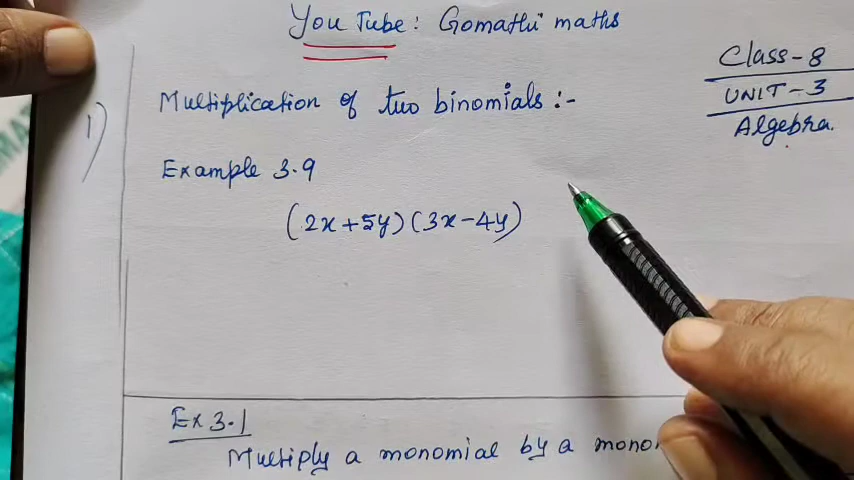 You Tube: Gomathi maths
Class-8
UNIT-3
Algebra.
Multiplication of two binomials :-
1)
Example 3.9
(2x+5y)(3x-4y)
Ex 3.1
Multiply a monomial by a